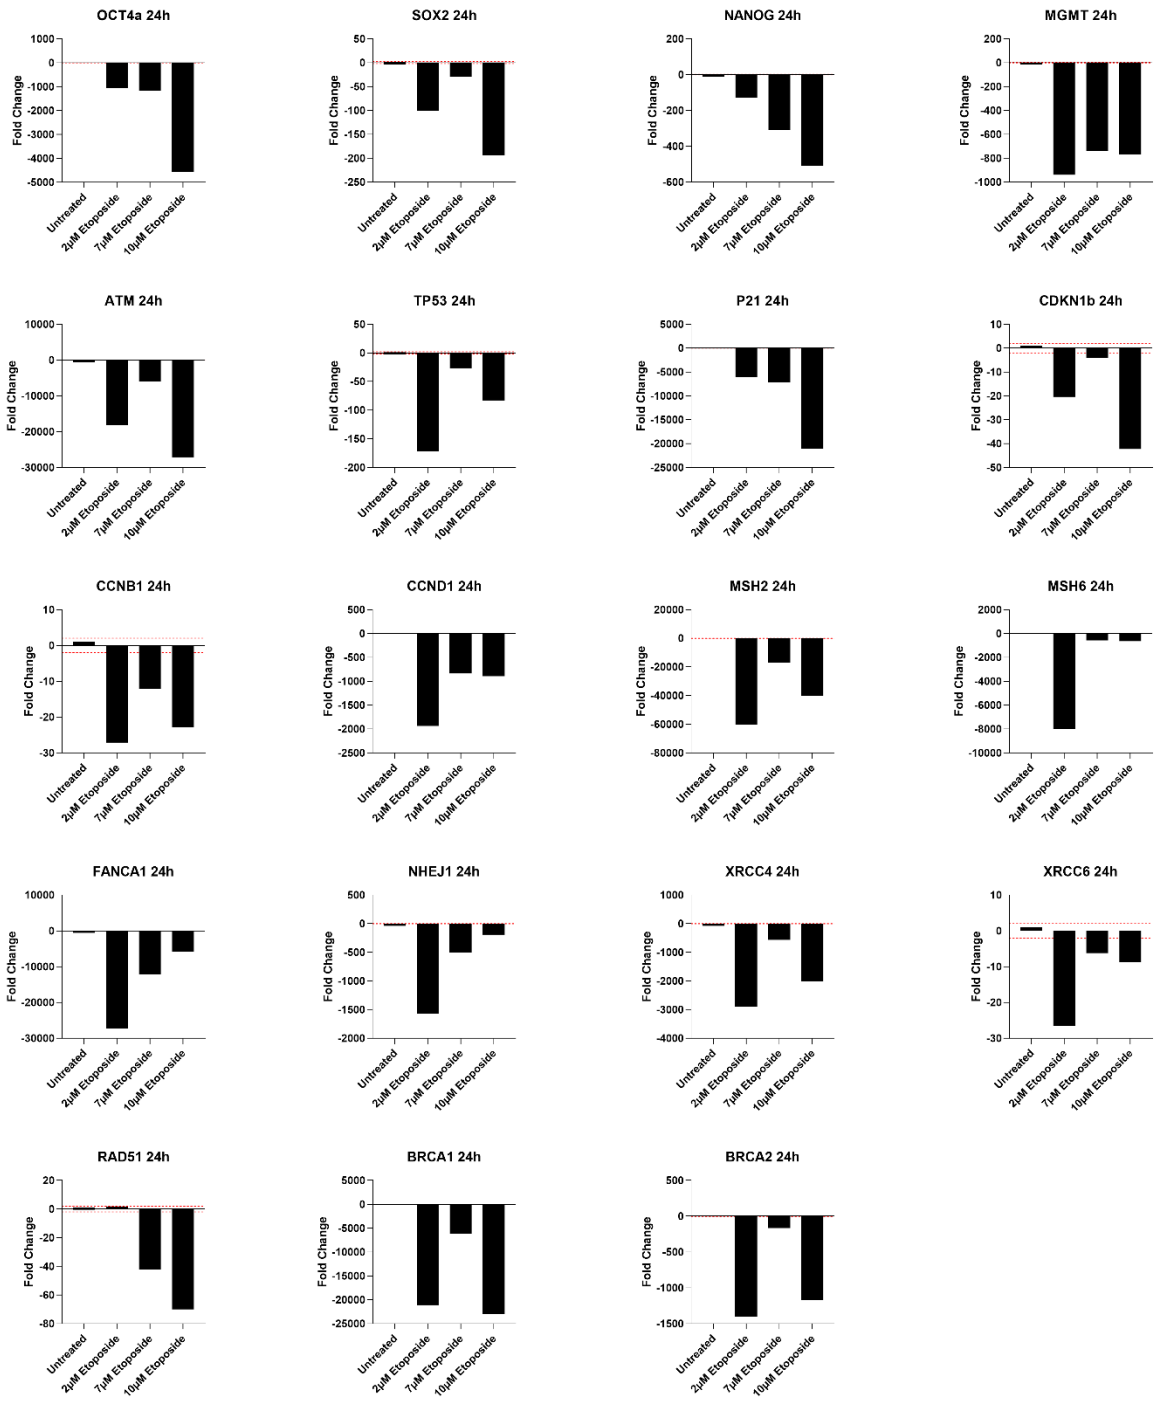 OCT4a 24h
Fold Change
1000
0
-1000
-2000
-3000
-4000
-5000
Untreated
2µM Etoposide
7µM Etoposide
10µM Etoposide
SOX2 24h
Fold Change
50
0
-50
-100
-150
-200
-250
Untreated
2µM Etoposide
7µM Etoposide
10µM Etoposide
NANOG 24h
Fold Change
200
0
-200
-400
-600
Untreated
2µM Etoposide
7µM Etoposide
10µM Etoposide
MGMT 24h
Fold Change
200
0
-200
-400
-600
-800
-1000
Untreated
2µM Etoposide
7µM Etoposide
10µM Etoposide
ATM 24h
Fold Change
10000
0
-10000
-20000
-30000
Untreated
2µM Etoposide
7µM Etoposide
10µM Etoposide
TP53 24h
Fold Change
50
0
-50
-100
-150
-200
Untreated
2µM Etoposide
7µM Etoposide
10µM Etoposide
P21 24h
Fold Change
5000
0
-5000
-10000
-15000
-20000
-25000
Untreated
2µM Etoposide
7µM Etoposide
10µM Etoposide
CDKN1b 24h
Fold Change
10
0
-10
-20
-30
-40
-50
Untreated
2µM Etoposide
7µM Etoposide
10µM Etoposide
CCNB1 24h
Fold Change
10
0
-10
-20
-30
Untreated
2µM Etoposide
7µM Etoposide
10µM Etoposide
CCND1 24h
Fold Change
500
0
-500
-1000
-1500
-2000
-2500
Untreated
2µM Etoposide
7µM Etoposide
10µM Etoposide
MSH2 24h
Fold Change
20000
0
-20000
-40000
-60000
-80000
Untreated
2µM Etoposide
7µM Etoposide
10µM Etoposide
MSH6 24h
Fold Change
2000
0
-2000
-4000
-6000
-8000
-10000
Untreated
2µM Etoposide
7µM Etoposide
10µM Etoposide
FANCA1 24h
Fold Change
10000
0
-10000
-20000
-30000
Untreated
2µM Etoposide
7µM Etoposide
10µM Etoposide
NHEJ1 24h
Fold Change
500
0
-500
-1000
-1500
-2000
Untreated
2µM Etoposide
7µM Etoposide
10µM Etoposide
XRCC4 24h
Fold Change
1000
0
-1000
-2000
-3000
-4000
Untreated
2µM Etoposide
7µM Etoposide
10µM Etoposide
XRCC6 24h
Fold Change
10
0
-10
-20
-30
Untreated
2µM Etoposide
7µM Etoposide
10µM Etoposide
RAD51 24h
Fold Change
20
0
-20
-40
-60
-80
Untreated
2µM Etoposide
7µM Etoposide
10µM Etoposide
BRCA1 24h
Fold Change
5000
0
-5000
-10000
-15000
-20000
-25000
Untreated
2µM Etoposide
7µM Etoposide
10µM Etoposide
BRCA2 24h
Fold Change
500
0
-500
-1000
-1500
Untreated
2µM Etoposide
7µM Etoposide
10µM Etoposide